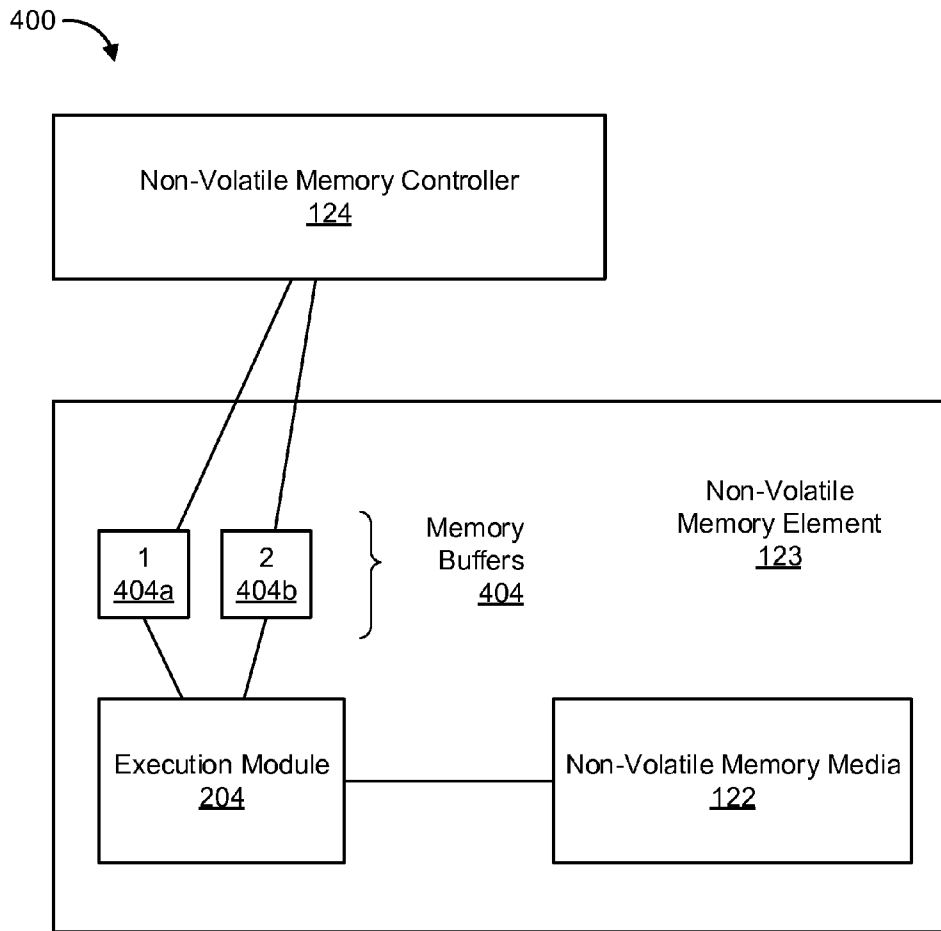 400
Non-Volatile Memory Controller
124
Non-Volatile
Memory Element
123
1
404a
2
404b
Memory
Buffers
404
Execution Module
204
Non-Volatile Memory Media
122